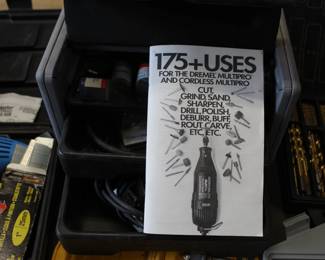 175+USES
FOR THE DREMEL MULTIPRO
AND CORDLESS MULTIPRO
CUT,
GRIND, SAND,
SHARPEN,
DRILL, POLISH,
DEBURR, BUFF,
ROUT, CARVE,
ETC., ETC.